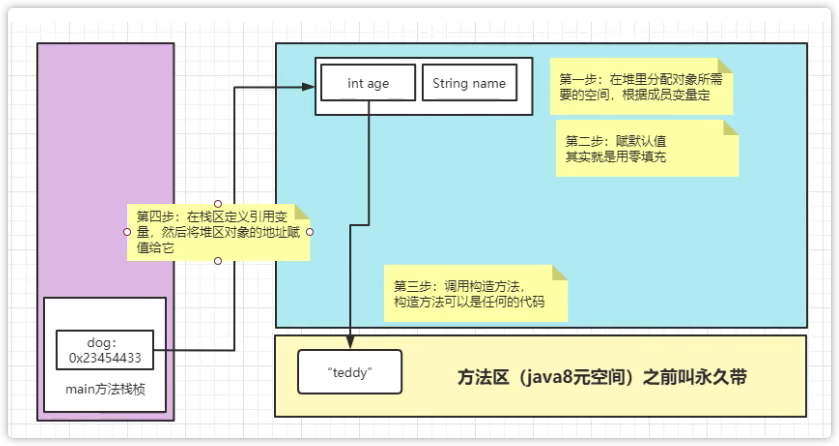 int age
String name
第一步：在堆里分配对象所需
要的空间，根据成员变量定
第二步：赋默认值
其实就是用零填充
第四步：在栈区定义引用变
量，然后将堆区对象的地址赋
值给它
第三步：调用构造方法，
构造方法可以是任何的代码
dog：
0x23454433
main方法栈桢
“teddy”
方法区（java8元空间）之前叫永久带